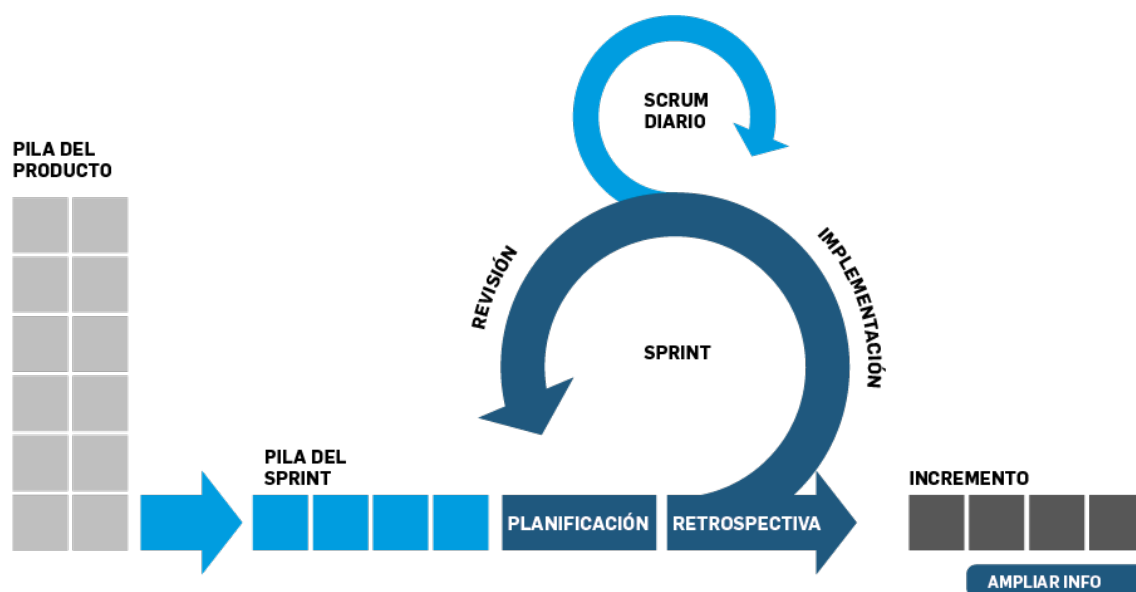 SCRUM
DIARIO
PILA DEL
PRODUCTO
REVISIÓN
IMPLEMENTACIÓN
SPRINT
PILA DEL
SPRINT
PLANIFICACIÓN
RETROSPECTIVA
INCREMENTO
AMPLIAR INFO